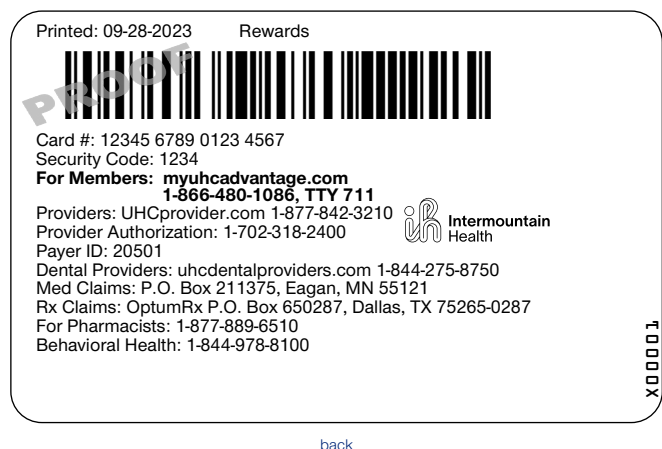 Printed: 09-28-2023 Rewards
PROOF
Card #: 12345 6789 0123 4567
Security Code: 1234
For Members: myuhcadvantage.com
1-866-480-1086, TTY 711
Providers: UHCprovider.com 1-877-842-3210
Provider Authorization: 1-702-318-2400
Intermountain
Health
Payer ID: 20501
Dental Providers: uhcdentalproviders.com 1-844-275-8750
Med Claims: P.O. Box 211375, Eagan, MN 55121
Rx Claims: OptumRx P.O. Box 650287, Dallas, TX 75265-0287
For Pharmacists: 1-877-889-6510
Behavioral Health: 1-844-978-8100
X00001
back